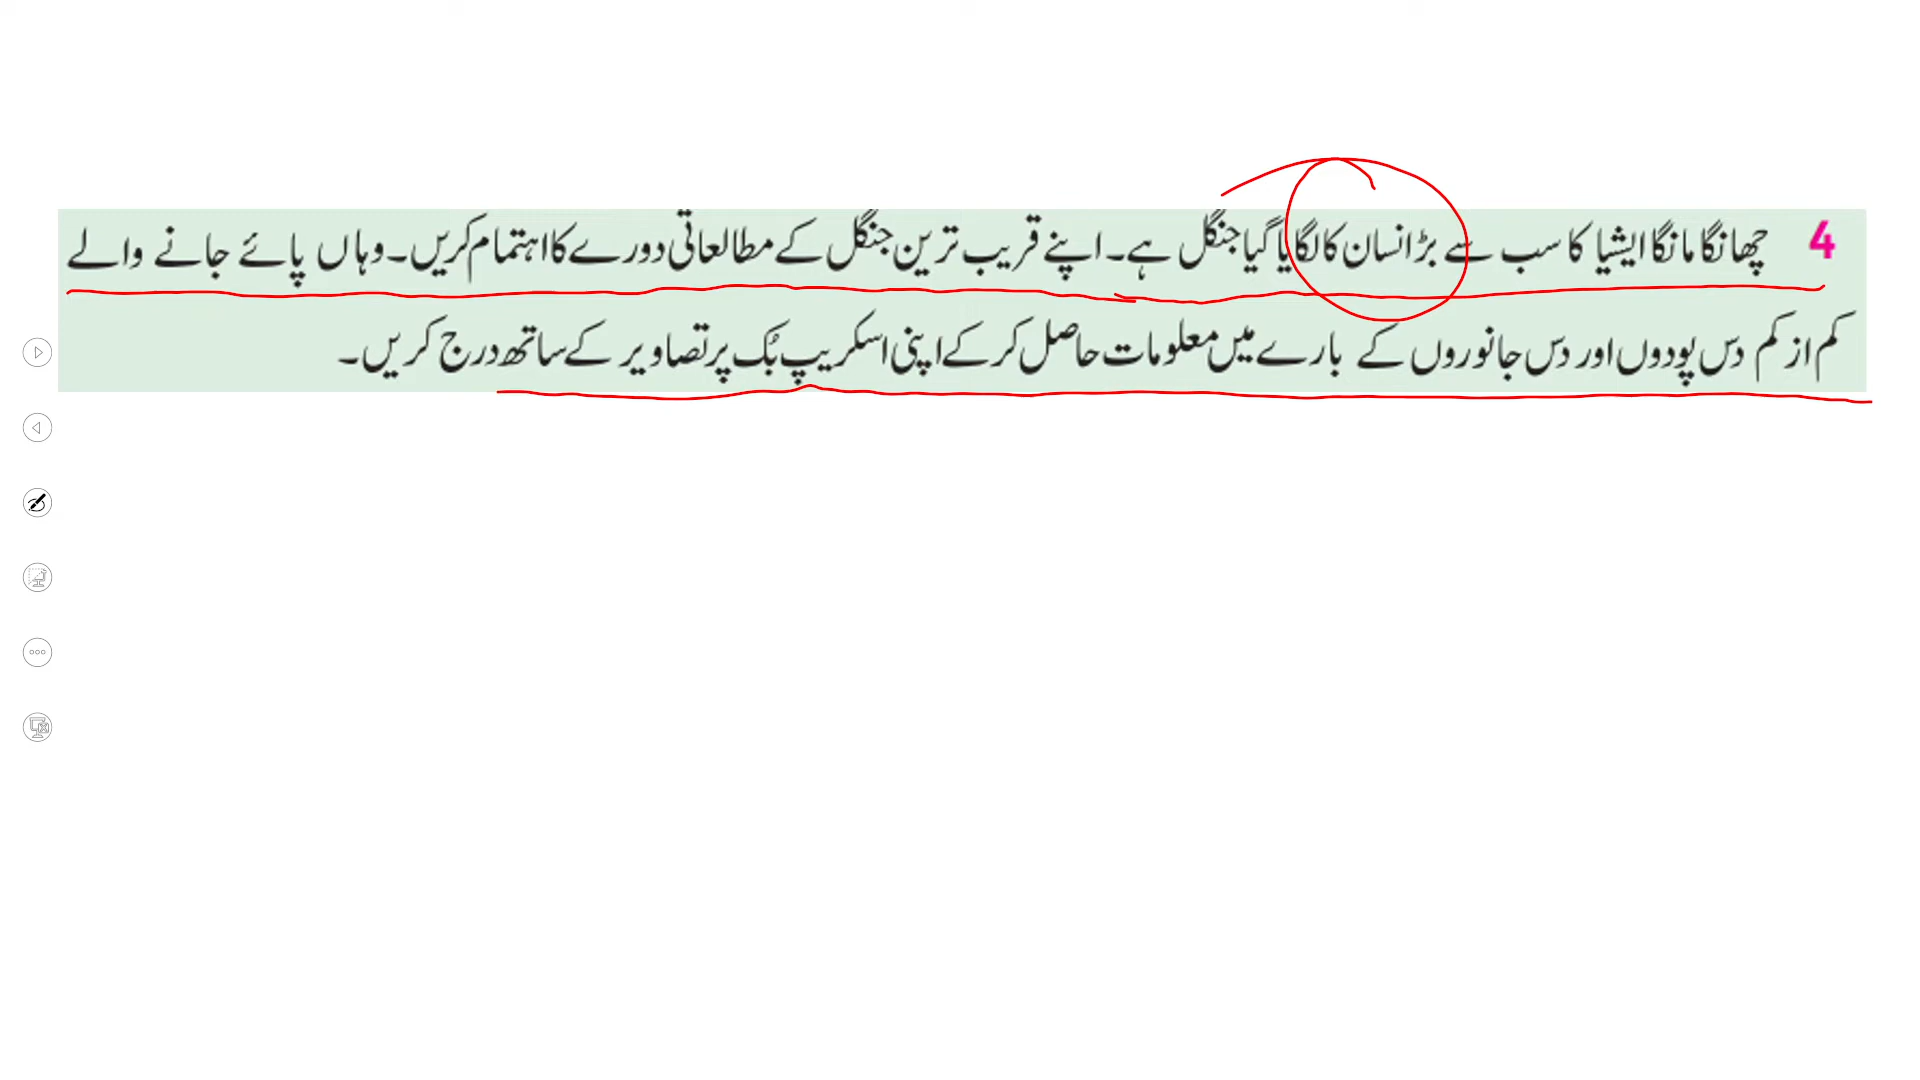 4 چھانگا مانگا ایشیا کا سب سے بڑا انسان کا لگایا گیا جنگل ہے۔ اپنے قریب ترین جنگل کے مطالعاتی دورے کا اہتمام کریں۔ وہاں پائے جانے والے
کم از کم دس پودوں اور دس جانوروں کے بارے میں معلومات حاصل کر کے اپنی اسکریپ بُک پر تصاویر کے ساتھ درج کریں۔